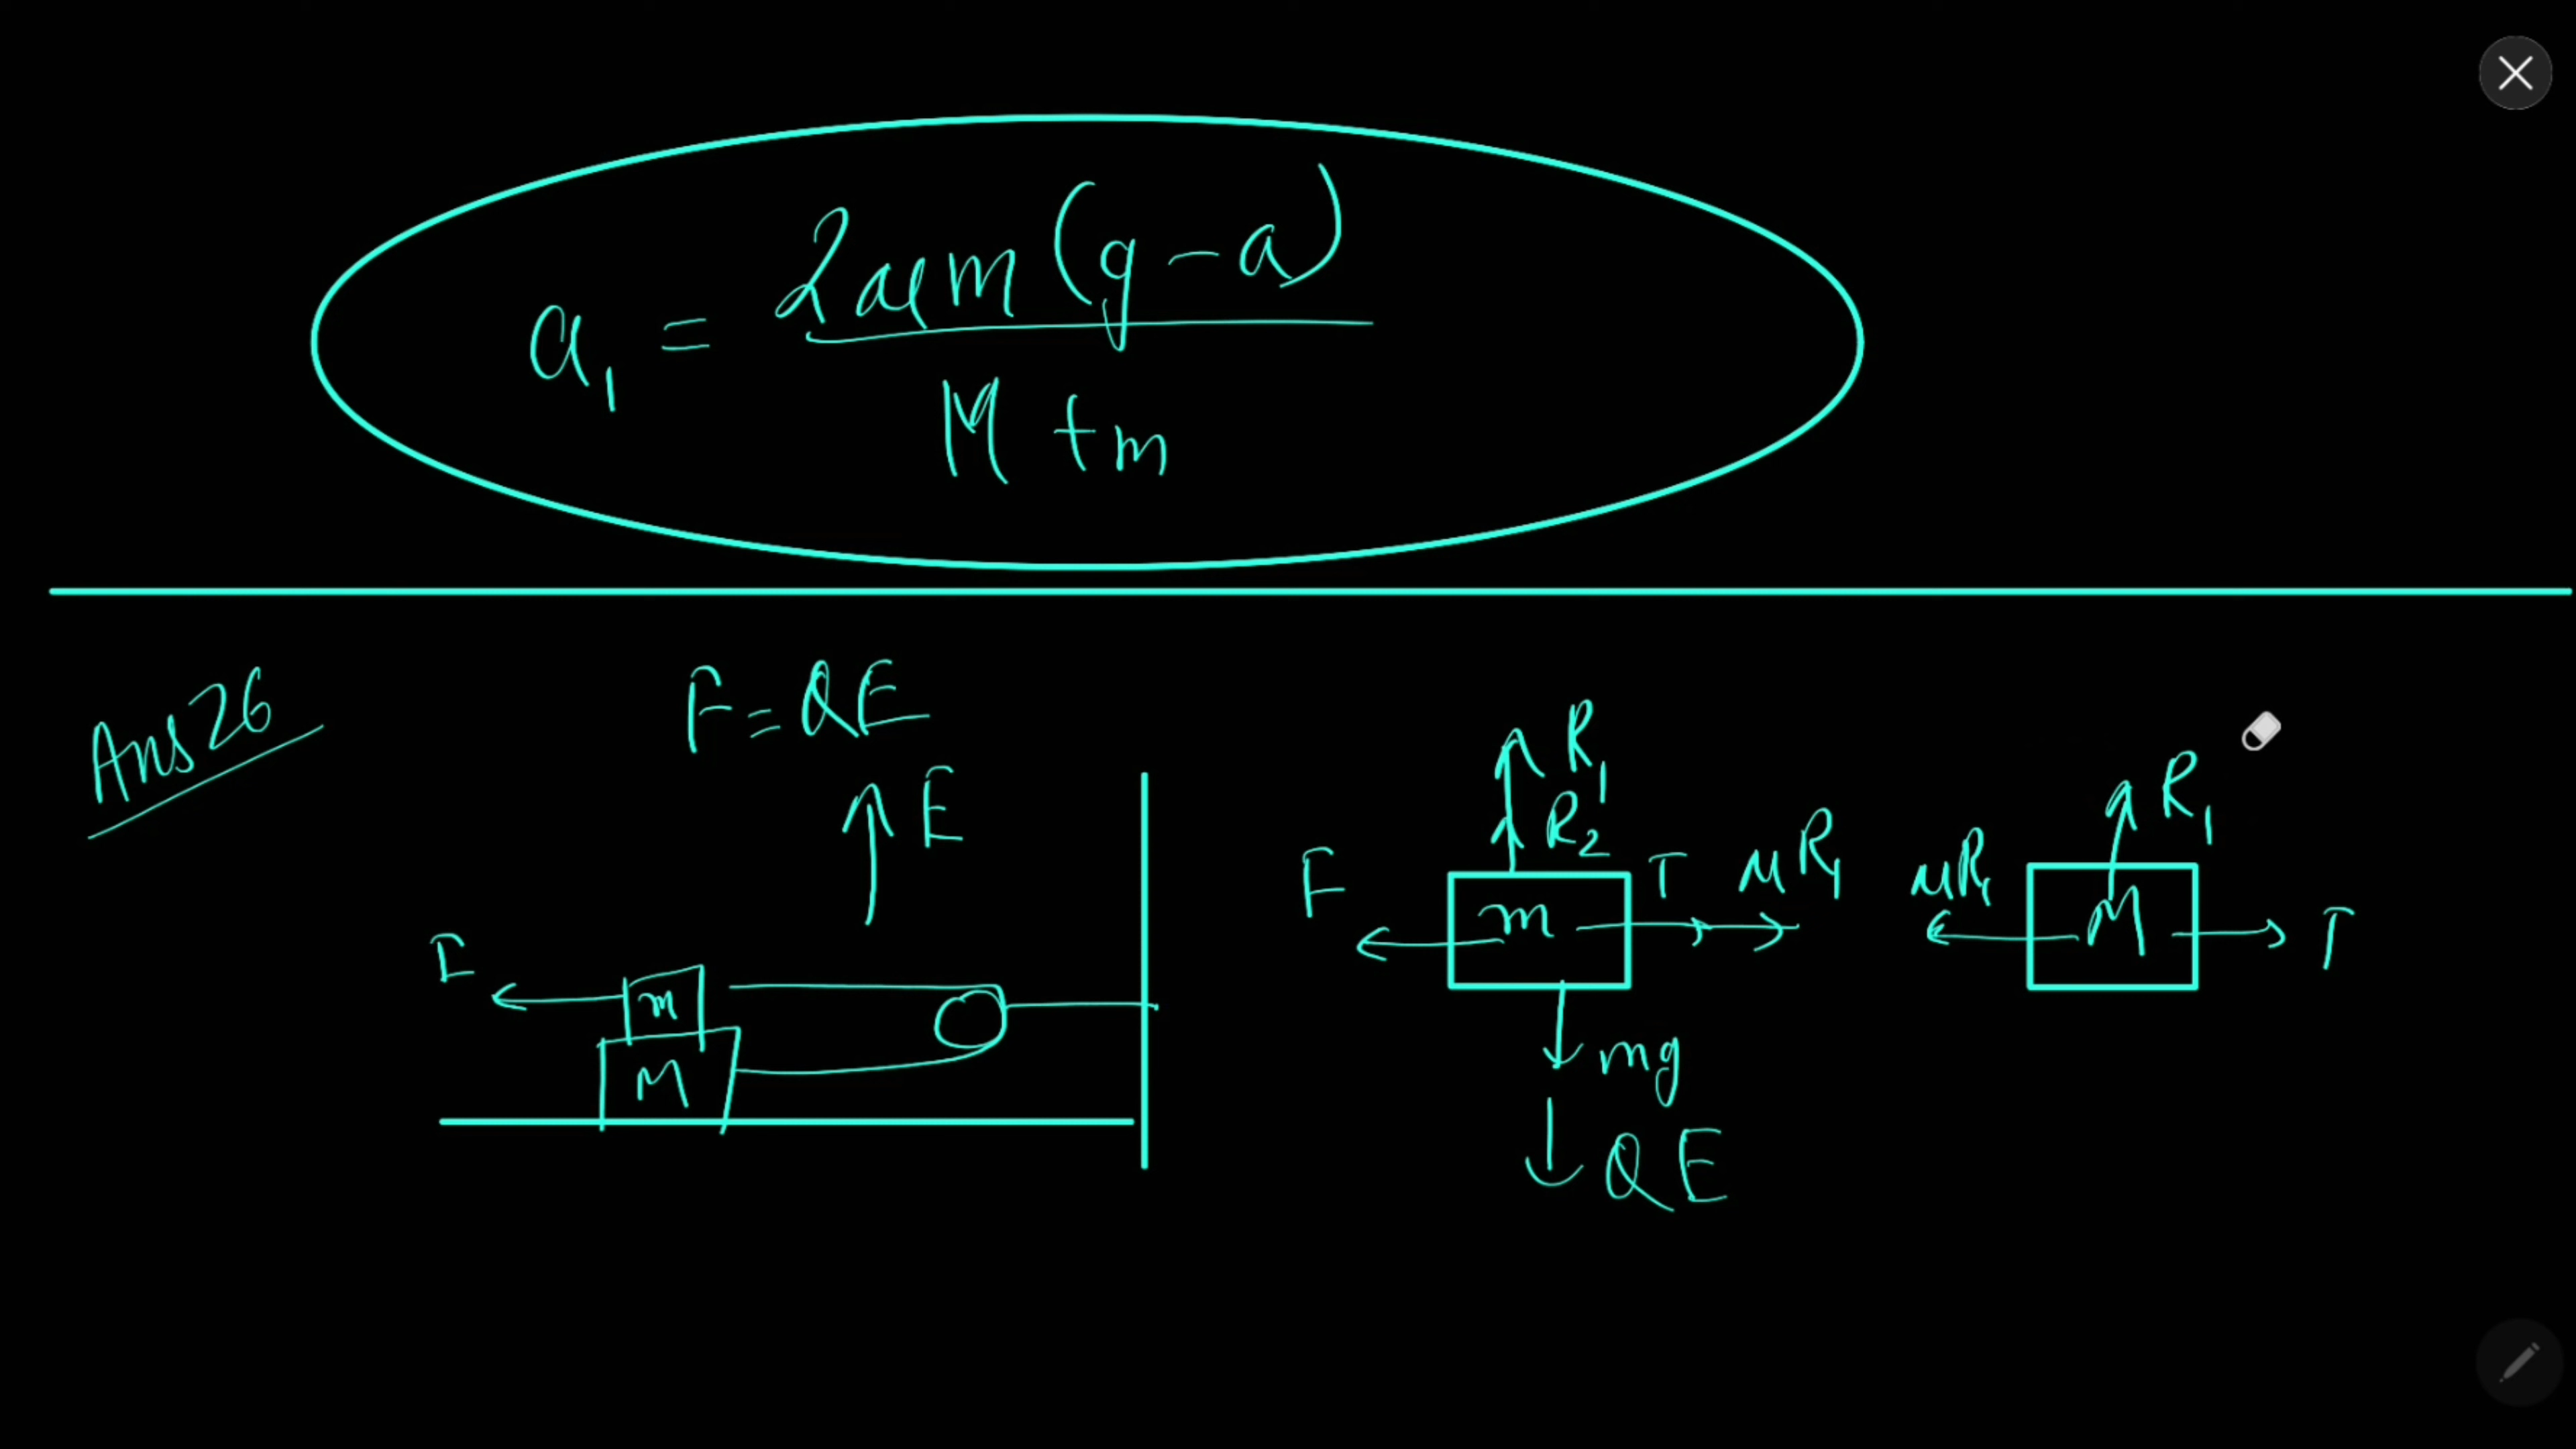 a₁ = 2μm(g-a)
M+m
Ans 26
F=QE
E
m
M
R₁
R₂
F
m
T
μR₁
mg
QE
R₁
μR₁
M
T